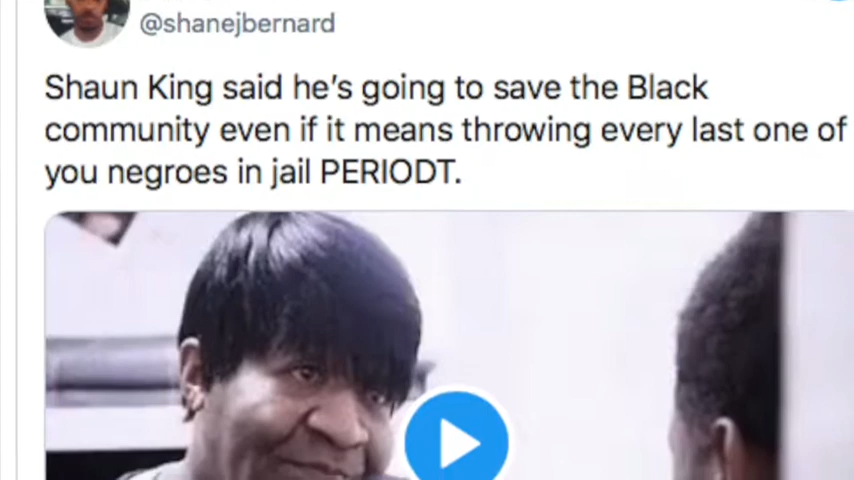 @shanejbernard
Shaun King said he's going to save the Black
community even if it means throwing every last one of
you negroes in jail PERIODT.